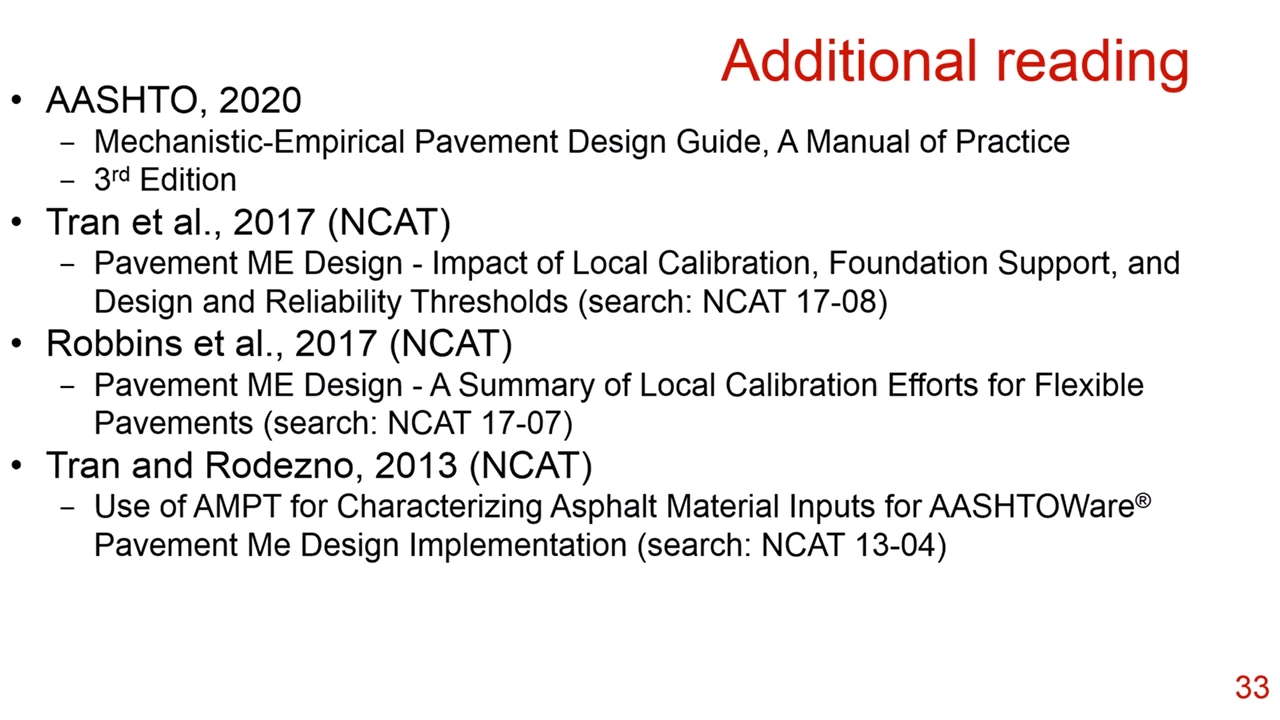 Additional reading
• AASHTO, 2020
– Mechanistic-Empirical Pavement Design Guide, A Manual of Practice
– 3rd Edition
• Tran et al., 2017 (NCAT)
– Pavement ME Design - Impact of Local Calibration, Foundation Support, and
Design and Reliability Thresholds (search: NCAT 17-08)
• Robbins et al., 2017 (NCAT)
– Pavement ME Design - A Summary of Local Calibration Efforts for Flexible
Pavements (search: NCAT 17-07)
• Tran and Rodezno, 2013 (NCAT)
– Use of AMPT for Characterizing Asphalt Material Inputs for AASHTOWare®
Pavement Me Design Implementation (search: NCAT 13-04)
33